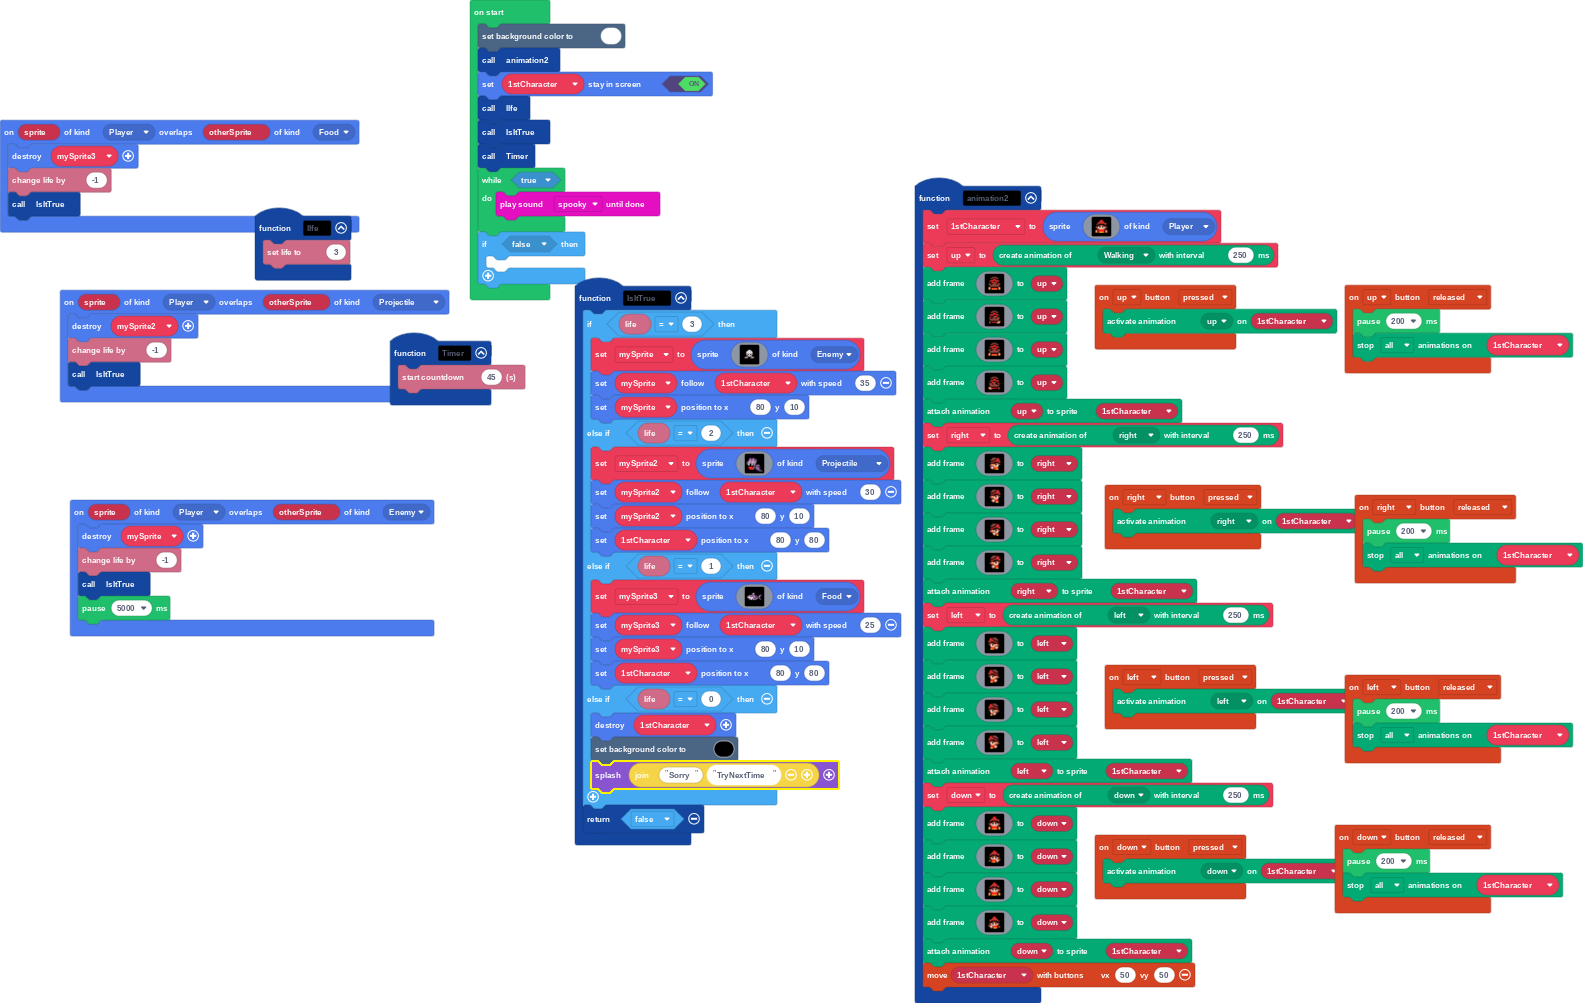 on start
set background color to
call animation2
set 1stCharacter stay in screen ON
call llfe
call IsItTrue
call Timer
while true
do play sound spooky until done
if false then
on sprite of kind Player overlaps otherSprite of kind Food
destroy mySprite3
change life by -1
call IsItTrue
function llfe
set life to 3
on sprite of kind Player overlaps otherSprite of kind Projectile
destroy mySprite2
change life by -1
call IsItTrue
function Timer
start countdown 45 (s)
on sprite of kind Player overlaps otherSprite of kind Enemy
destroy mySprite
change life by -1
call IsItTrue
pause 5000 ms
function IsItTrue
if life = 3 then
set mySprite to sprite of kind Enemy
set mySprite follow 1stCharacter with speed 35
set mySprite position to x 80 y 10
else if life = 2 then
set mySprite2 to sprite of kind Projectile
set mySprite2 follow 1stCharacter with speed 30
set mySprite2 position to x 80 y 10
set 1stCharacter position to x 80 y 80
else if life = 1 then
set mySprite3 to sprite of kind Food
set mySprite3 follow 1stCharacter with speed 25
set mySprite3 position to x 80 y 10
set 1stCharacter position to x 80 y 80
else if life = 0 then
destroy 1stCharacter
set background color to
splash join "Sorry " "TryNextTime "
return false
function animation2
set 1stCharacter to sprite of kind Player
set up to create animation of Walking with interval 250 ms
add frame to up
add frame to up
add frame to up
add frame to up
attach animation up to sprite 1stCharacter
set right to create animation of right with interval 250 ms
add frame to right
add frame to right
add frame to right
add frame to right
attach animation right to sprite 1stCharacter
set left to create animation of left with interval 250 ms
add frame to left
add frame to left
add frame to left
add frame to left
attach animation left to sprite 1stCharacter
set down to create animation of down with interval 250 ms
add frame to down
add frame to down
add frame to down
add frame to down
attach animation down to sprite 1stCharacter
move 1stCharacter with buttons vx 50 vy 50
on up button pressed
activate animation up on 1stCharacter
on up button released
pause 200 ms
stop all animations on 1stCharacter
on right button pressed
activate animation right on 1stCharacter
on right button released
pause 200 ms
stop all animations on 1stCharacter
on left button pressed
activate animation left on 1stCharacter
on left button released
pause 200 ms
stop all animations on 1stCharacter
on down button pressed
activate animation down on 1stCharacter
on down button released
pause 200 ms
stop all animations on 1stCharacter